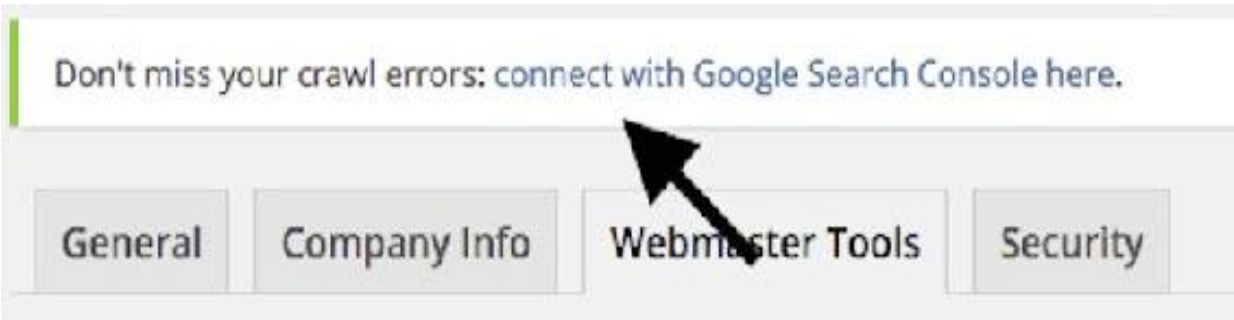 Don't miss your crawl errors: connect with Google Search Console here.
General Company Info Webmaster Tools Security